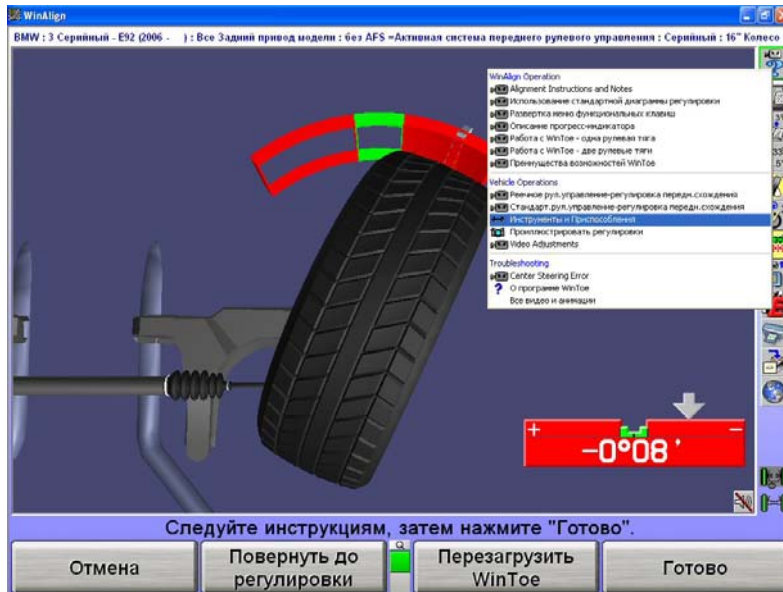 WinAlign
BMW : 3 Серийный - E92 (2006 - ) : Все Задний привод модели : без AFS =Активная система переднего рулевого управления : Серийный : 16" Колесо
WinAlign Operation
Alignment Instructions and Notes
Использование стандартной диаграммы регулировки
Развертка меню функциональных клавиш
Описание прогресс-индикатора
Работа с WinToe - одна рулевая тяга
Работа с WinToe - две рулевые тяги
Преимущества возможностей WinToe
Vehicle Operations
Реечное рул.управление-регулировка передн.схождения
Стандарт.рул.управление-регулировка передн.схождения
Инструменты и Приспособления
Проиллюстрировать регулировки
Video Adjustments
Troubleshooting
Center Steering Error
? О программе WinToe
Все видео и анимации
+ −
−0°08 '
Следуйте инструкциям, затем нажмите "Готово".
Отмена
Повернуть до
регулировки
Перезагрузить
WinToe
Готово